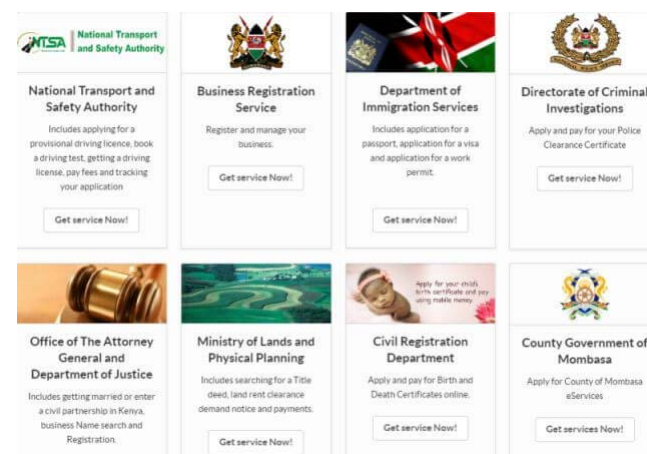 NTSA
National Transport
and Safety Authority
National Transport and
Safety Authority
Includes applying for a
provisional driving licence, book
a driving test, getting a driving
license, pay fees and tracking
your application
Get service Now!
Business Registration
Service
Register and manage your
business.
Get service Now!
Department of
Immigration Services
Includes application for a
passport, application for a visa
and application for a work
permit.
Get service Now!
Directorate of Criminal
Investigations
Apply and pay for your Police
Clearance Certificate
Get service Now!
Office of The Attorney
General and
Department of Justice
Includes getting married or enter
a civil partnership in Kenya,
business Name search and
Registration.
Ministry of Lands and
Physical Planning
Includes searching for a Title
deed, land rent clearance
demand notice and payments.
Get service Now!
Apply for your child's
birth certificate and pay
using mobile money.
Civil Registration
Department
Apply and pay for Birth and
Death Certificates online.
Get service Now!
County Government of
Mombasa
Apply for County of Mombasa
eServices
Get services Now!